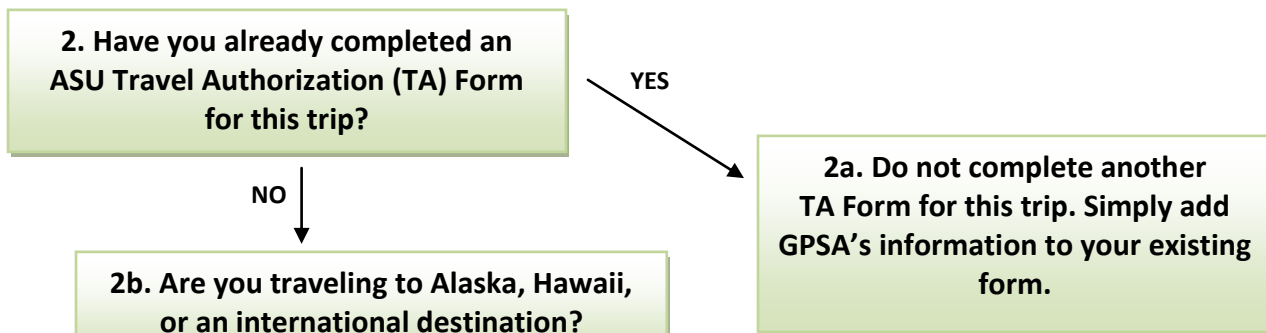 2. Have you already completed an
ASU Travel Authorization (TA) Form
for this trip?
YES
2a. Do not complete another
TA Form for this trip. Simply add
GPSA’s information to your existing
form.
NO
2b. Are you traveling to Alaska, Hawaii,
or an international destination?